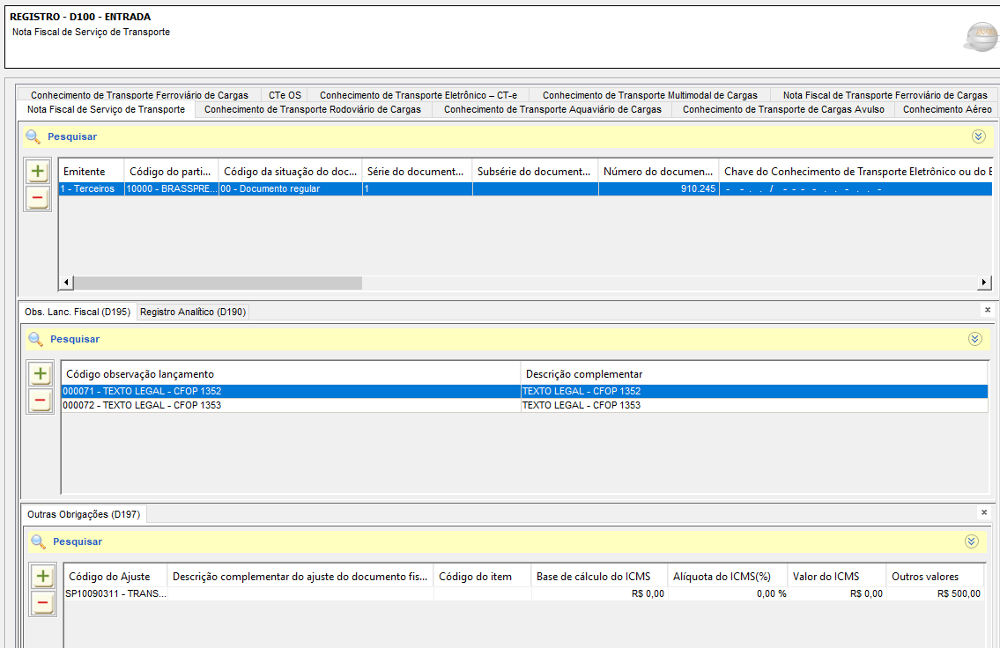 REGISTRO - D100 - ENTRADA
Nota Fiscal de Serviço de Transporte
Conhecimento de Transporte Ferroviário de Cargas CTe OS Conhecimento de Transporte Eletrônico – CT-e Conhecimento de Transporte Multimodal de Cargas Nota Fiscal de Transporte Ferroviário de Cargas
Nota Fiscal de Serviço de Transporte Conhecimento de Transporte Rodoviário de Cargas Conhecimento de Transporte Aquaviário de Cargas Conhecimento de Transporte de Cargas Avulso Conhecimento Aéreo
Pesquisar
Emitente Código do parti... Código da situação do doc... Série do document... Subsérie do document... Número do documen... Chave do Conhecimento de Transporte Eletrônico ou do E
1 - Terceiros 10000 - BRASSPRE... 00 - Documento regular 1 910.245 - - . . / - - - - . . - . . -
Obs. Lanc. Fiscal (D195) Registro Analítico (D190)
Pesquisar
Código observação lançamento Descrição complementar
000071 - TEXTO LEGAL - CFOP 1352 TEXTO LEGAL - CFOP 1352
000072 - TEXTO LEGAL - CFOP 1353 TEXTO LEGAL - CFOP 1353
Outras Obrigações (D197)
Pesquisar
Código do Ajuste Descrição complementar do ajuste do documento fis... Código do item Base de cálculo do ICMS Alíquota do ICMS(%) Valor do ICMS Outros valores
SP10090311 - TRANS... R$ 0,00 0,00 % R$ 0,00 R$ 500,00